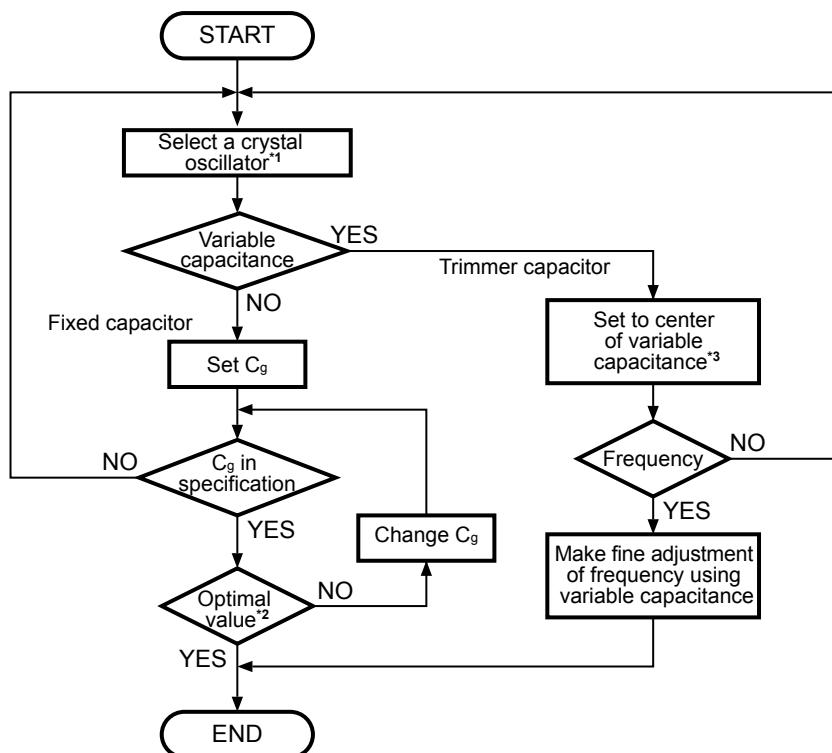 START
Select a crystal
oscillator*1
Variable
capacitance
YES
Trimmer capacitor
NO
Fixed capacitor
Set Cg
Set to center
of variable
capacitance*3
Cg in
specification
NO
YES
Frequency
NO
YES
Change Cg
Make fine adjustment
of frequency using
variable capacitance
Optimal
value*2
NO
YES
END